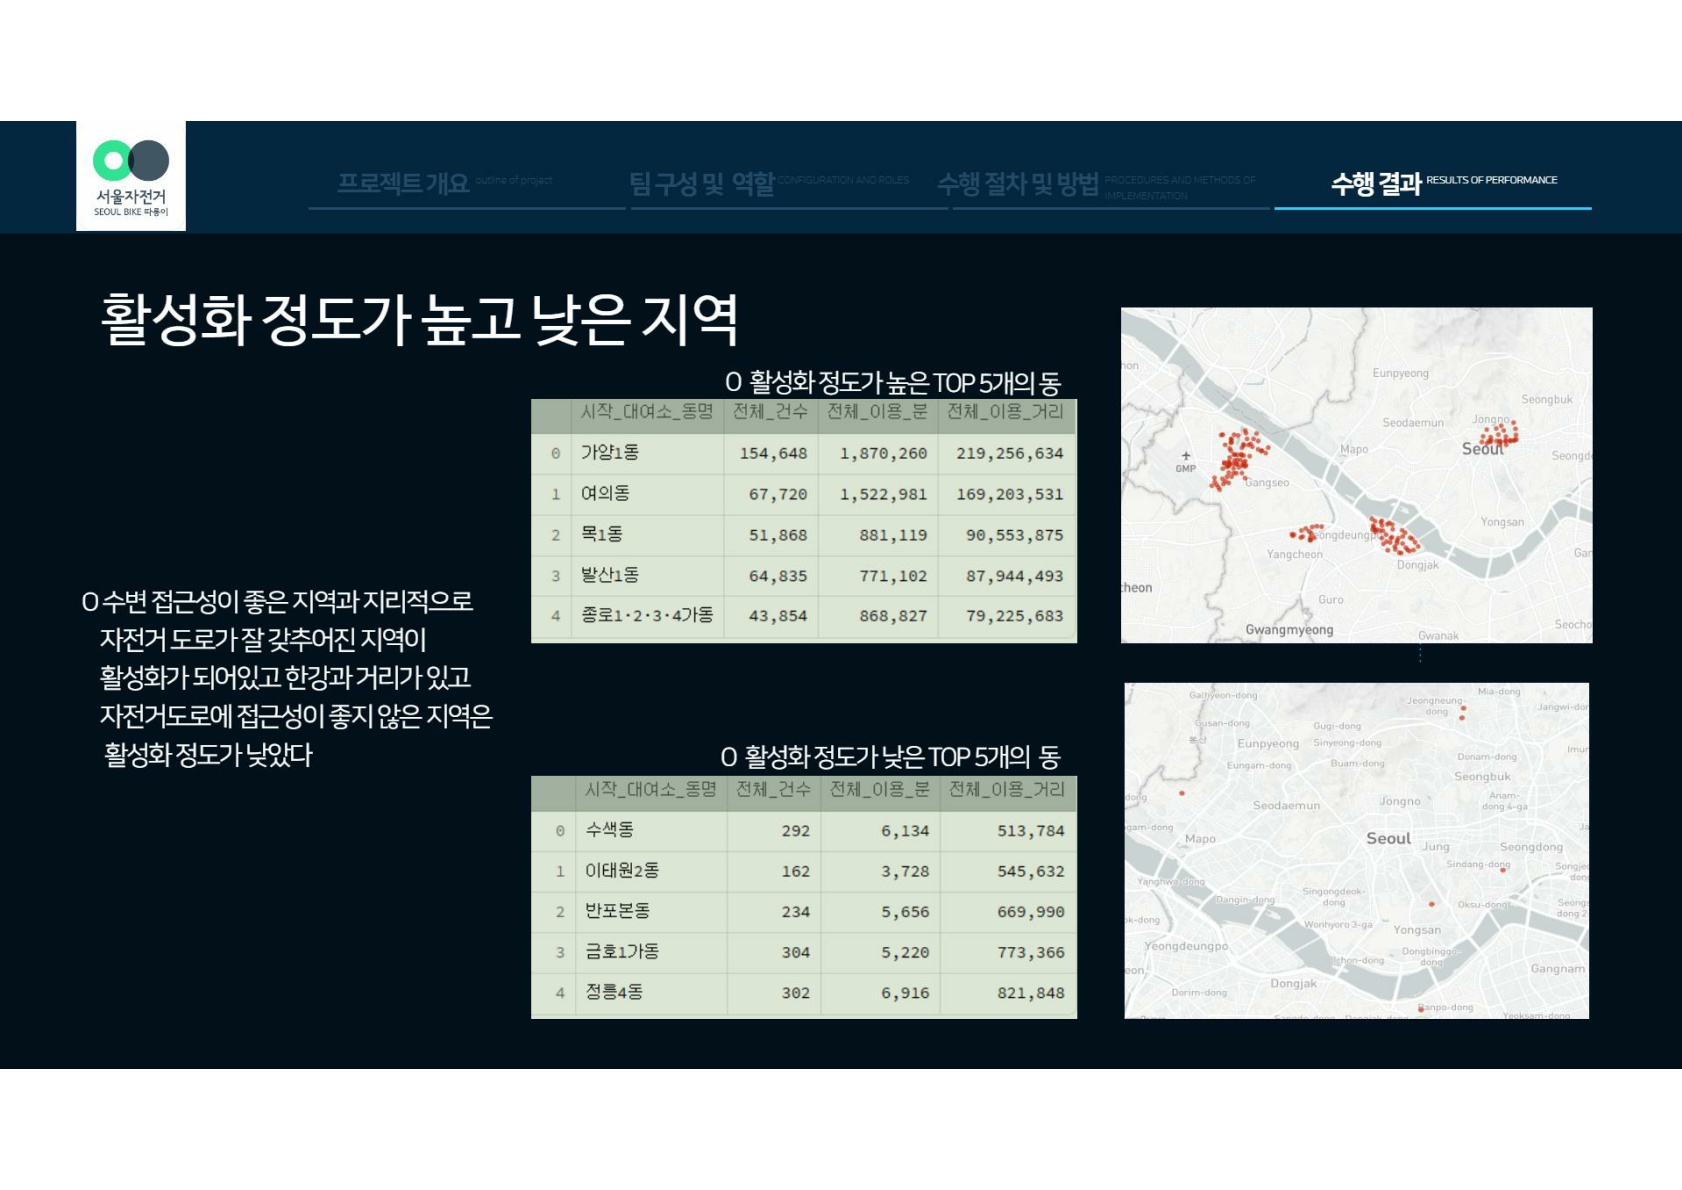 서울자전거
SEOUL BIKE 따릉이
프로젝트 개요 outline of project
팀 구성 및 역할 CONFIGURATION AND ROLES
수행 절차 및 방법 PROCEDURES AND METHODS OF IMPLEMENTATION
수행 결과 RESULTS OF PERFORMANCE
활성화 정도가 높고 낮은 지역
O 수변 접근성이 좋은 지역과 지리적으로
자전거 도로가 잘 갖추어진 지역이
활성화가 되어있고 한강과 거리가 있고
자전거도로에 접근성이 좋지 않은 지역은
활성화 정도가 낮았다
O 활성화 정도가 높은 TOP 5개의 동
시작_대여소_동명 전체_건수 전체_이용_분 전체_이용_거리
0 가양1동 154,648 1,870,260 219,256,634
1 여의동 67,720 1,522,981 169,203,531
2 목1동 51,868 881,119 90,553,875
3 발산1동 64,835 771,102 87,944,493
4 종로1·2·3·4가동 43,854 868,827 79,225,683
O 활성화 정도가 낮은 TOP 5개의 동
시작_대여소_동명 전체_건수 전체_이용_분 전체_이용_거리
0 수색동 292 6,134 513,784
1 이태원2동 162 3,728 545,632
2 반포본동 234 5,656 669,990
3 금호1가동 304 5,220 773,366
4 정릉4동 302 6,916 821,848
Eunpyeong
Seongbuk
Seodaemun
Jongno
Mapo
Seoul
GMP
Gangseo
Yongsan
Yangcheon
Dongjak
Guro
Gwangmyeong
Gwanak
Mia-dong
Galhyeon-dong
Jeongneung-dong
Gusan-dong
Gugi-dong
Eunpyeong
Sinyeong-dong
Eungam-dong
Buam-dong
Donam-dong
Seongbuk
Anam-dong 4-ga
Seodaemun
Jongno
Mapo
Seoul
Jung
Seongdong
Sindang-dong
Yanghwa-dong
Singongdeok-dong
Dangin-dong
Oksu-dong
Wonhyoro 3-ga
Yongsan
Yeongdeungpo
Ichon-dong
Dongbinggo-dong
Gangnam
Dongjak
Dorim-dong
Banpo-dong